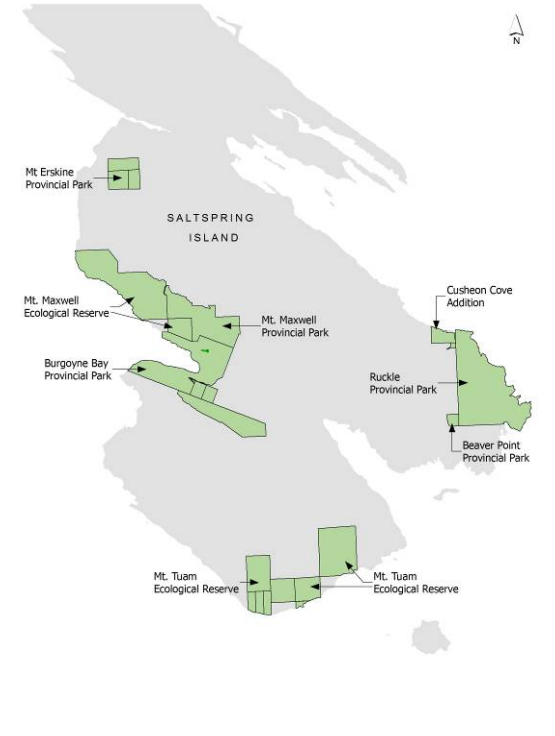 N
Mt Erskine
Provincial Park
SALTSPRING
ISLAND
Mt. Maxwell
Ecological Reserve
Mt. Maxwell
Provincial Park
Cusheon Cove
Addition
Burgoyne Bay
Provincial Park
Ruckle
Provincial Park
Beaver Point
Provincial Park
Mt. Tuam
Ecological Reserve
Mt. Tuam
Ecological Reserve